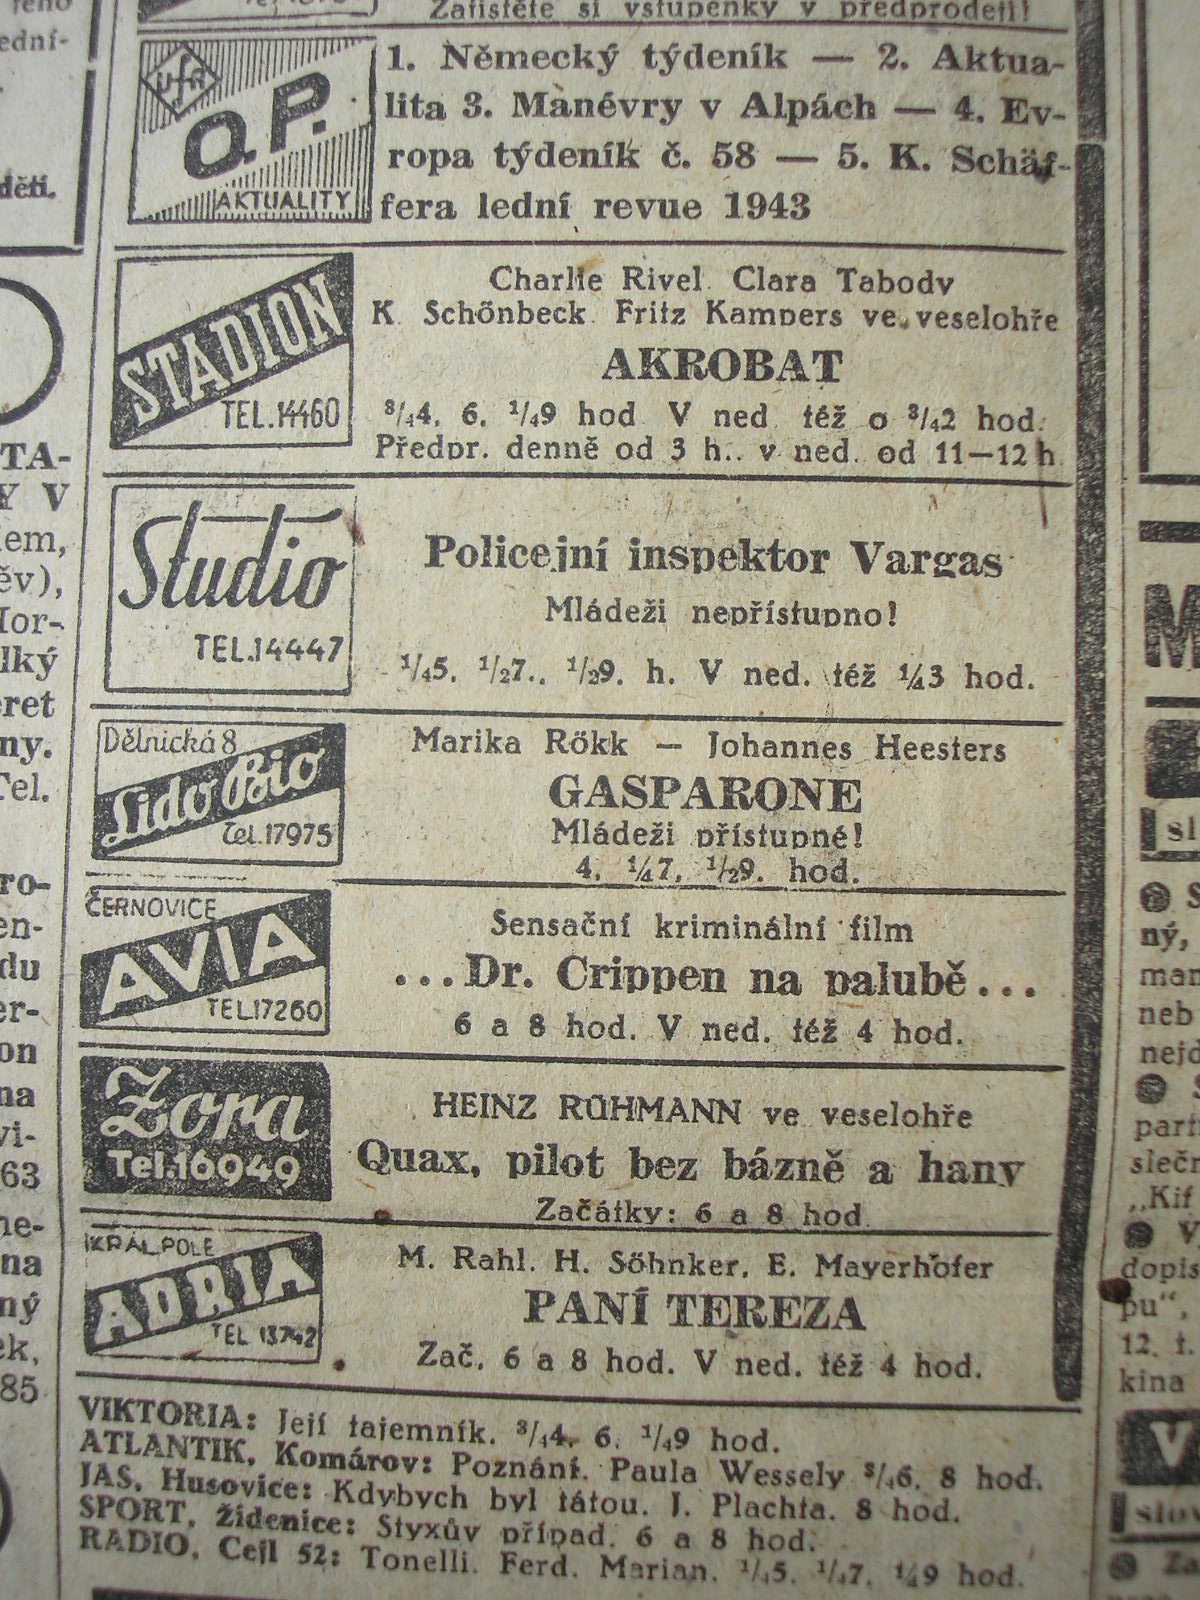 Zajistěte si vstupenky v předprodeji!
UFA
O.P.
AKTUALITY
1. Německý týdeník — 2. Aktua-
lita 3. Manévry v Alpách — 4. Ev-
ropa týdeník č. 58 — 5. K. Schäf-
fera lední revue 1943
STADION
TEL. 14460
Charlie Rivel Clara Tabody
K Schönbeck Fritz Kampers ve veselohře
AKROBAT
¾4, 6, ¼9 hod V ned též o ¾2 hod.
Předpr. denně od 3 h., v ned. od 11—12 h
Studio
TEL. 14447
Policejní inspektor Vargas
Mládeži nepřístupno!
¼5, ½7., ½9. h. V ned. též ¼3 hod.
Dělnická 8
Lido Bio
tel. 17975
Marika Rökk — Johannes Heesters
GASPARONE
Mládeži přístupné!
4, ¼7, ½9. hod.
ČERNOVICE
AVIA
TEL 17260
Sensační kriminální film
...Dr. Crippen na palubě...
6 a 8 hod. V ned. též 4 hod.
Zora
Tel. 16949
HEINZ RÜHMANN ve veselohře
Quax, pilot bez bázně a hany
Začátky: 6 a 8 hod
KRÁL. POLE
ADRIA
TEL 13742
M. Rahl, H. Söhnker, E. Mayerhofer
PANÍ TEREZA
Zač. 6 a 8 hod. V ned. též 4 hod.
VIKTORIA: Její tajemník. ¾4, 6, ¼9 hod.
ATLANTIK, Komárov: Poznání. Paula Wessely ¾6, 8 hod.
JAS, Husovice: Kdybych byl tátou. J. Plachta. 8 hod.
SPORT, Židenice: Styxův případ. 6 a 8 hod.
RADIO, Cejl 52: Tonelli. Ferd. Marian. ¼5, ¼7, ¼9 hod.